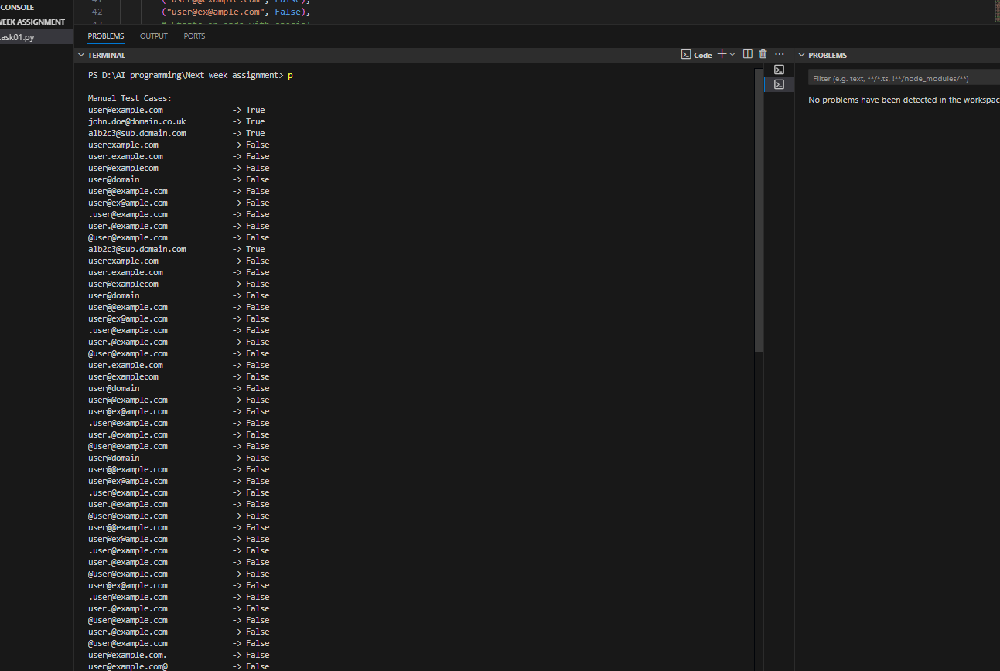 CONSOLE
WEEK ASSIGNMENT
task01.py
41 ("user@@example.com", False),
42 ("user@ex@ample.com", False),
43 # Starts or ends with special
PROBLEMS OUTPUT PORTS
TERMINAL
Code
PROBLEMS
Filter (e.g. text, **/*.ts, !**/node_modules/**)
No problems have been detected in the workspac
PS D:\AI programming\Next week assignment> p
Manual Test Cases:
user@example.com -> True
john.doe@domain.co.uk -> True
a1b2c3@sub.domain.com -> True
userexample.com -> False
user.example.com -> False
user@examplecom -> False
user@domain -> False
user@@example.com -> False
user@ex@ample.com -> False
.user@example.com -> False
user.@example.com -> False
@user@example.com -> False
a1b2c3@sub.domain.com -> True
userexample.com -> False
user.example.com -> False
user@examplecom -> False
user@domain -> False
user@@example.com -> False
user@ex@ample.com -> False
.user@example.com -> False
user.@example.com -> False
@user@example.com -> False
user.example.com -> False
user@examplecom -> False
user@domain -> False
user@@example.com -> False
user@ex@ample.com -> False
.user@example.com -> False
user.@example.com -> False
@user@example.com -> False
user@domain -> False
user@@example.com -> False
user@ex@ample.com -> False
.user@example.com -> False
user.@example.com -> False
@user@example.com -> False
user@@example.com -> False
user@ex@ample.com -> False
.user@example.com -> False
user.@example.com -> False
@user@example.com -> False
user@ex@ample.com -> False
.user@example.com -> False
user.@example.com -> False
@user@example.com -> False
user.@example.com -> False
@user@example.com -> False
user@example.com. -> False
user@example.com@ -> False